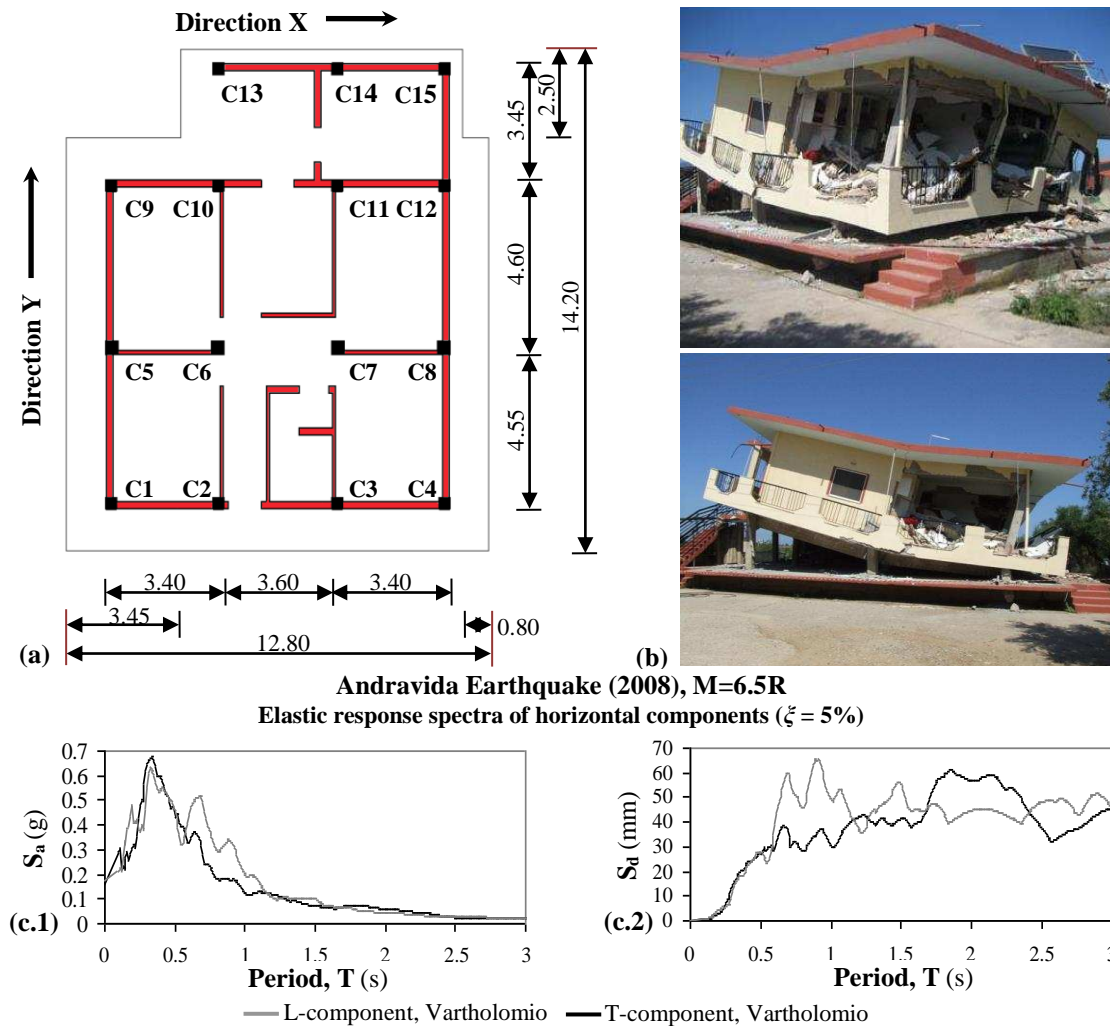 Direction X
Direction Y
C13 C14 C15
C9 C10 C11 C12
C5 C6 C7 C8
C1 C2 C3 C4
2.50
3.45
4.60
14.20
4.55
3.40 3.60 3.40
3.45 0.80
12.80
(a) (b)
Andravida Earthquake (2008), M=6.5R
Elastic response spectra of horizontal components (ξ = 5%)
0.7
0.6
0.5
0.4
0.3
0.2
0.1
0
Sa (g)
(c.1)
0 0.5 1 1.5 2 2.5 3
Period, T (s)
70
60
50
40
30
20
10
0
Sd (mm)
(c.2)
0 0.5 1 1.5 2 2.5 3
Period, T (s)
L-component, Vartholomio T-component, Vartholomio